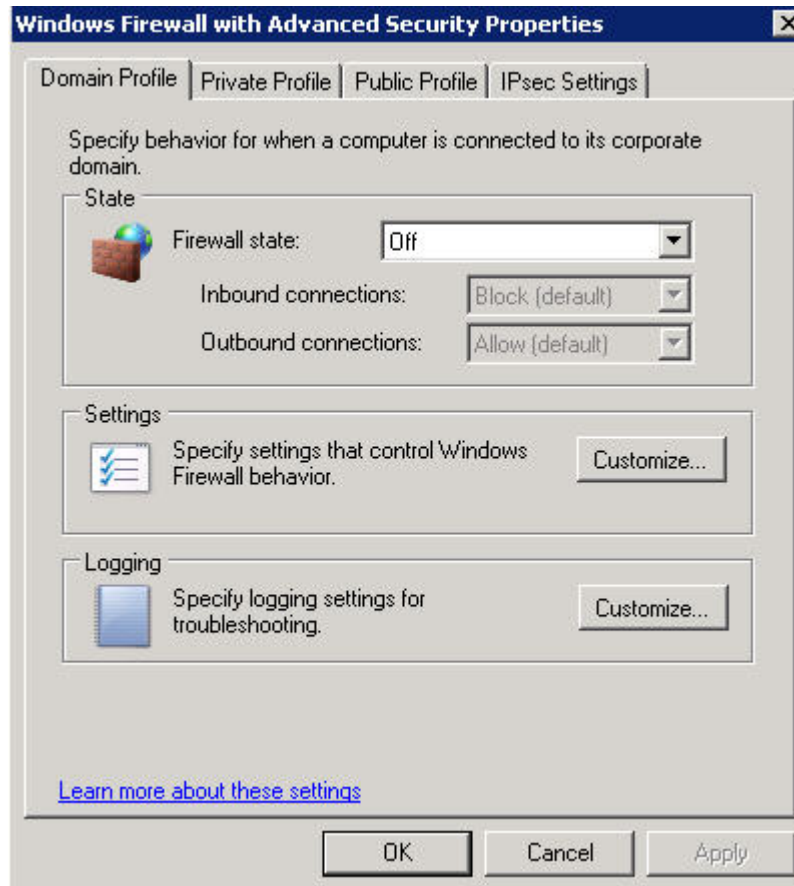 Windows Firewall with Advanced Security Properties
Domain Profile Private Profile Public Profile IPsec Settings
Specify behavior for when a computer is connected to its corporate
domain.
State
Firewall state: Off
Inbound connections: Block (default)
Outbound connections: Allow (default)
Settings
Specify settings that control Windows
Firewall behavior.
Customize...
Logging
Specify logging settings for
troubleshooting.
Customize...
Learn more about these settings
OK Cancel Apply